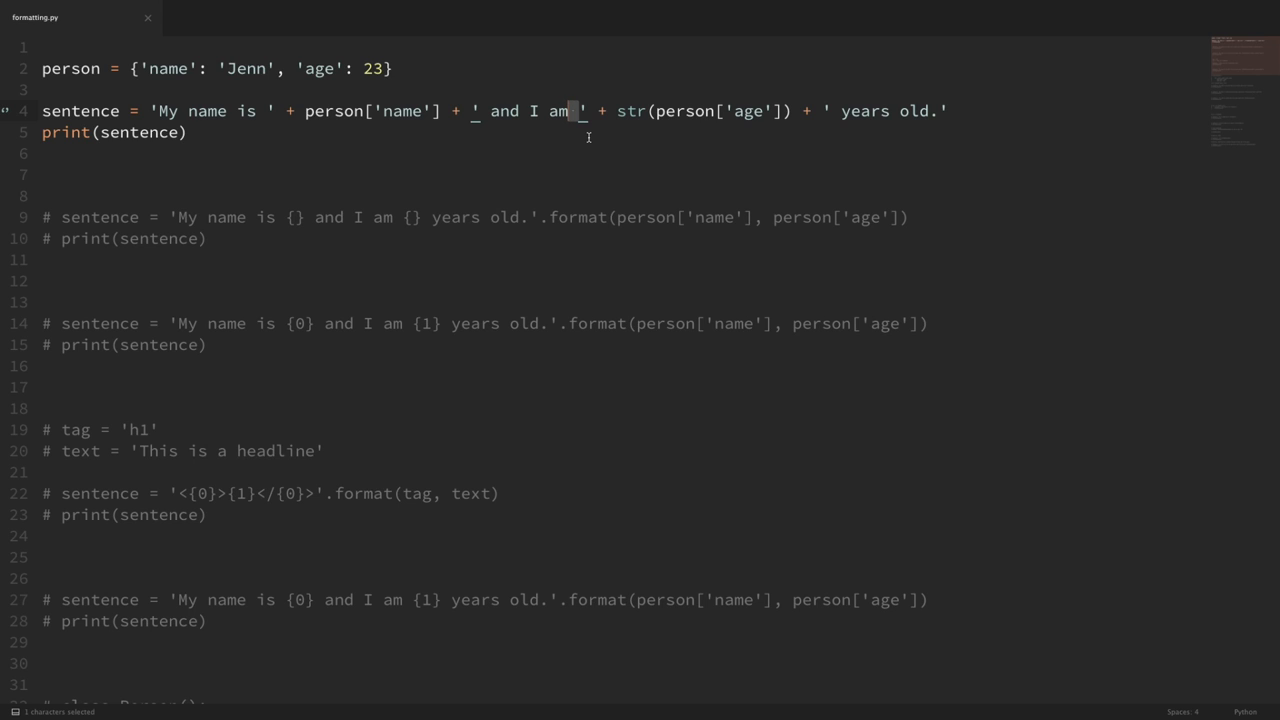 formatting.py
1
2 person = {'name': 'Jenn', 'age': 23}
3
4 sentence = 'My name is ' + person['name'] + ' and I am ' + str(person['age']) + ' years old.'
5 print(sentence)
6
7
8
9 # sentence = 'My name is {} and I am {} years old.'.format(person['name'], person['age'])
10 # print(sentence)
11
12
13
14 # sentence = 'My name is {0} and I am {1} years old.'.format(person['name'], person['age'])
15 # print(sentence)
16
17
18
19 # tag = 'h1'
20 # text = 'This is a headline'
21
22 # sentence = '<{0}>{1}</{0}>'.format(tag, text)
23 # print(sentence)
24
25
26
27 # sentence = 'My name is {0} and I am {1} years old.'.format(person['name'], person['age'])
28 # print(sentence)
29
30
31
32 # class Person():
1 characters selected
Spaces: 4
Python